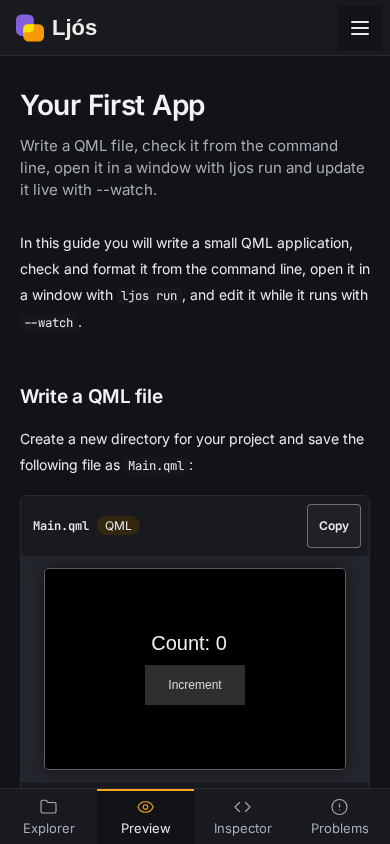 Ljós
Your First App
Write a QML file, check it from the command
line, open it in a window with ljos run and update
it live with --watch.
In this guide you will write a small QML application,
check and format it from the command line, open it in
a window with ljos run, and edit it while it runs with
--watch.
Write a QML file
Create a new directory for your project and save the
following file as Main.qml:
Main.qml QML Copy
Count: 0
Increment
Explorer Preview Inspector Problems